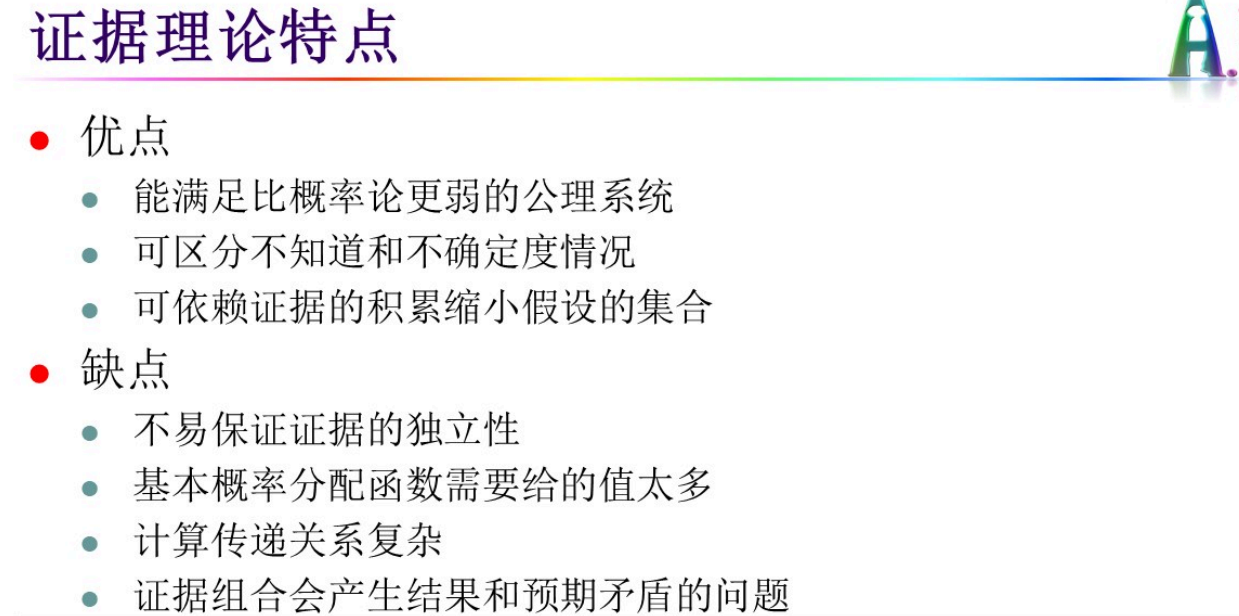 证据理论特点
A.
优点
能满足比概率论更弱的公理系统
可区分不知道和不确定度情况
可依赖证据的积累缩小假设的集合
缺点
不易保证证据的独立性
基本概率分配函数需要给的值太多
计算传递关系复杂
证据组合会产生结果和预期矛盾的问题